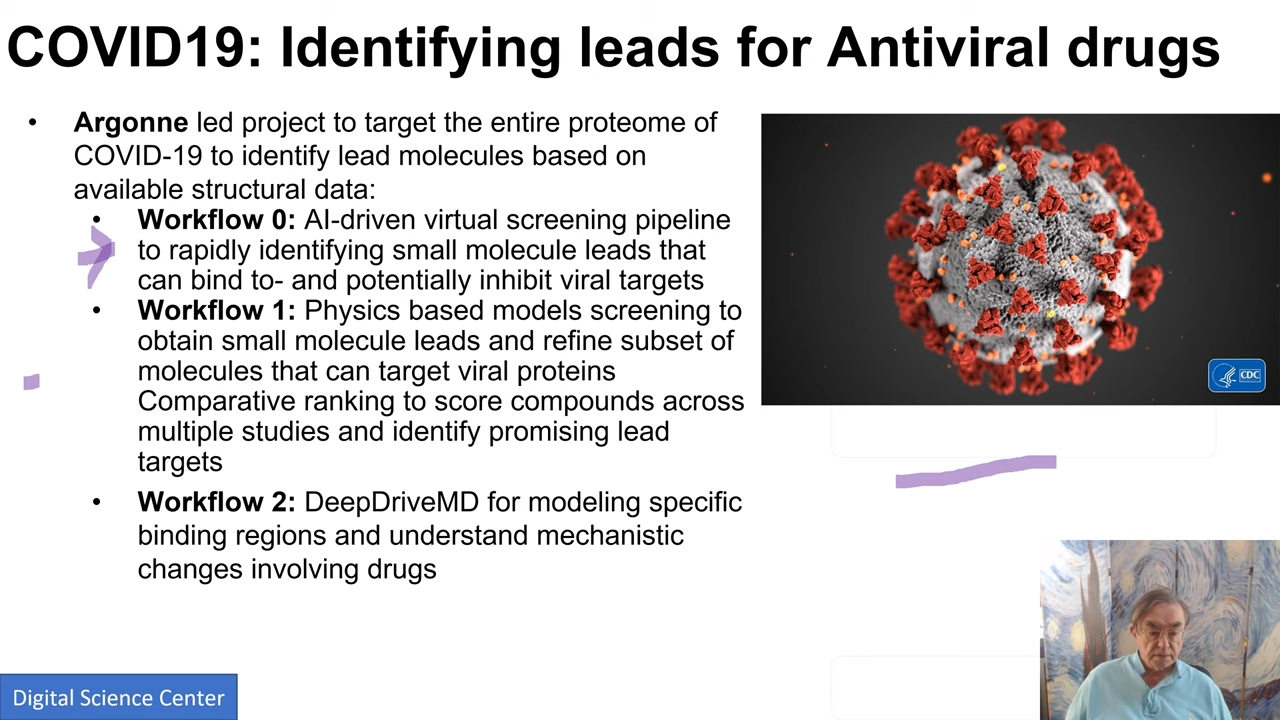 COVID19: Identifying leads for Antiviral drugs
• Argonne led project to target the entire proteome of
COVID-19 to identify lead molecules based on
available structural data:
• Workflow 0: AI-driven virtual screening pipeline
to rapidly identifying small molecule leads that
can bind to- and potentially inhibit viral targets
• Workflow 1: Physics based models screening to
obtain small molecule leads and refine subset of
molecules that can target viral proteins
Comparative ranking to score compounds across
multiple studies and identify promising lead
targets
• Workflow 2: DeepDriveMD for modeling specific
binding regions and understand mechanistic
changes involving drugs
CDC
Digital Science Center